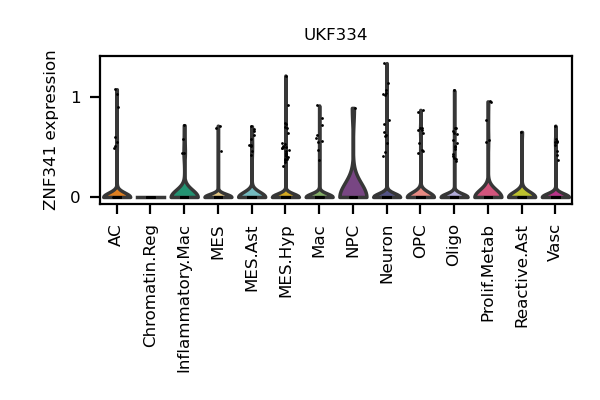 UKF334
ZNF341 expression
1
0
AC
Chromatin.Reg
Inflammatory.Mac
MES
MES.Ast
MES.Hyp
Mac
NPC
Neuron
OPC
Oligo
Prolif.Metab
Reactive.Ast
Vasc